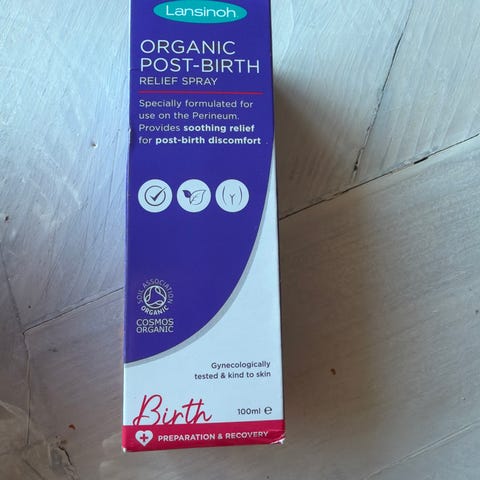 Lansinoh
ORGANIC
POST-BIRTH
RELIEF SPRAY
Specially formulated for
use on the Perineum.
Provides soothing relief
for post-birth discomfort
SOIL ASSOCIATION
ORGANIC
COSMOS
ORGANIC
Gynecologically
tested & kind to skin
Birth
100ml e
PREPARATION & RECOVERY